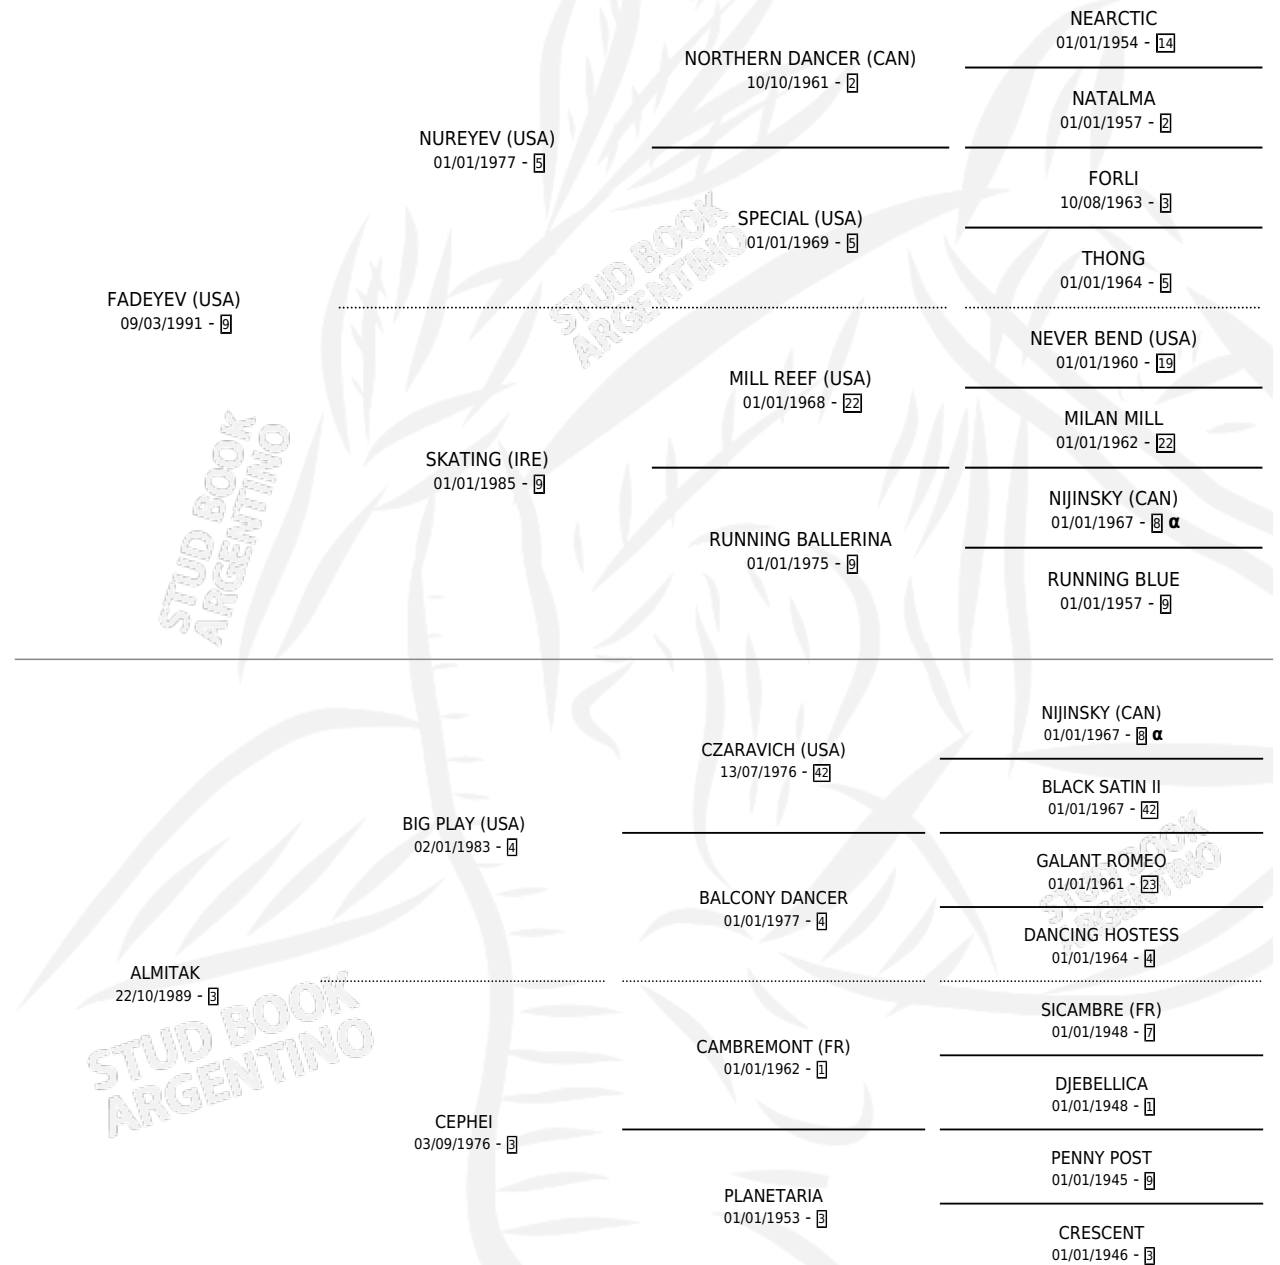 NEARCTIC
01/01/1954 - 14
NORTHERN DANCER (CAN)
10/10/1961 - 2
NATALMA
01/01/1957 - 2
NUREYEV (USA)
01/01/1977 - 5
FORLI
10/08/1963 - 3
SPECIAL (USA)
01/01/1969 - 5
THONG
01/01/1964 - 5
FADEYEV (USA)
09/03/1991 - 9
NEVER BEND (USA)
01/01/1960 - 19
MILL REEF (USA)
01/01/1968 - 22
MILAN MILL
01/01/1962 - 22
SKATING (IRE)
01/01/1985 - 9
NIJINSKY (CAN)
01/01/1967 - 8 α
RUNNING BALLERINA
01/01/1975 - 9
RUNNING BLUE
01/01/1957 - 9
NIJINSKY (CAN)
01/01/1967 - 8 α
CZARAVICH (USA)
13/07/1976 - 42
BLACK SATIN II
01/01/1967 - 42
BIG PLAY (USA)
02/01/1983 - 4
GALANT ROMEO
01/01/1961 - 23
BALCONY DANCER
01/01/1977 - 4
DANCING HOSTESS
01/01/1964 - 4
ALMITAK
22/10/1989 - 3
SICAMBRE (FR)
01/01/1948 - 7
CAMBREMONT (FR)
01/01/1962 - 1
DJEBELLICA
01/01/1948 - 1
CEPHEI
03/09/1976 - 3
PENNY POST
01/01/1945 - 9
PLANETARIA
01/01/1953 - 3
CRESCENT
01/01/1946 - 3
STUD BOOK
ARGENTINO
STUD BOOK
ARGENTINO
STUD BOOK
ARGENTINO
STUD BOOK
ARGENTINO